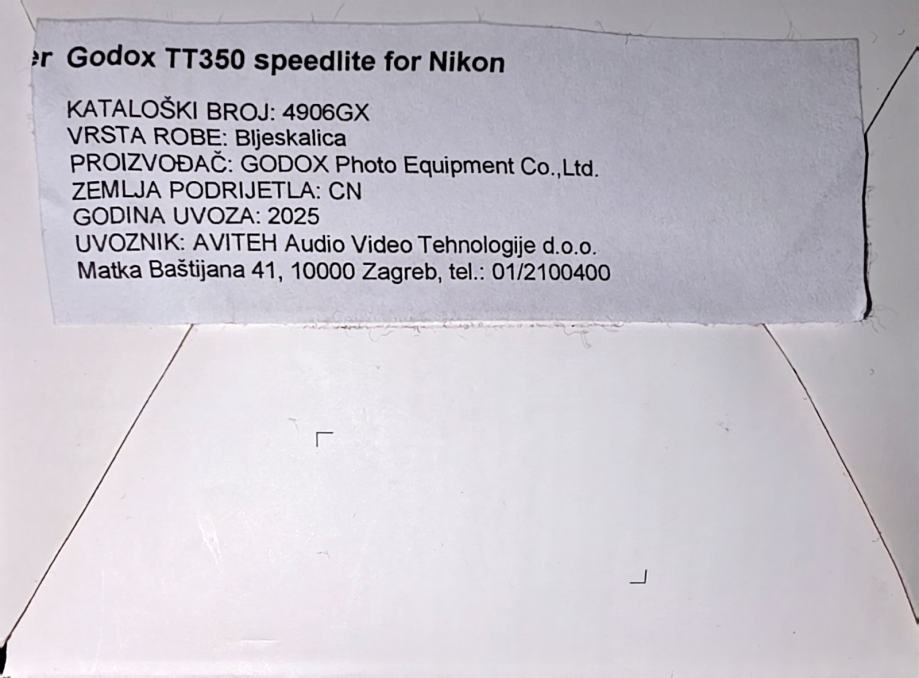 er Godox TT350 speedlite for Nikon
KATALOŠKI BROJ: 4906GX
VRSTA ROBE: Bljeskalica
PROIZVOĐAČ: GODOX Photo Equipment Co.,Ltd.
ZEMLJA PODRIJETLA: CN
GODINA UVOZA: 2025
UVOZNIK: AVITEH Audio Video Tehnologije d.o.o.
Matka Baštijana 41, 10000 Zagreb, tel.: 01/2100400